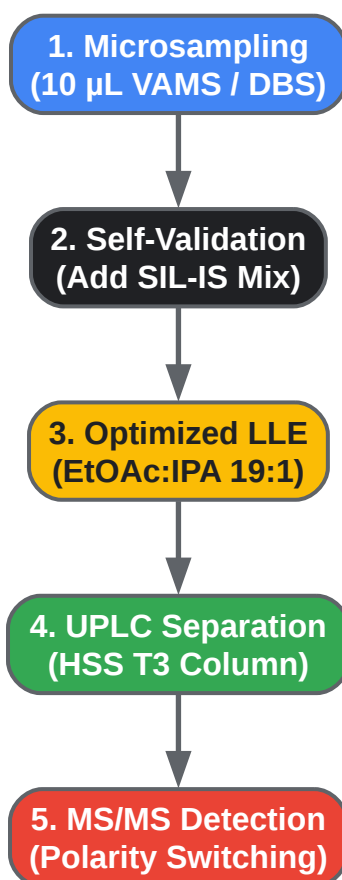 1. Microsampling
(10 µL VAMS / DBS)
2. Self-Validation
(Add SIL-IS Mix)
3. Optimized LLE
(EtOAc:IPA 19:1)
4. UPLC Separation
(HSS T3 Column)
5. MS/MS Detection
(Polarity Switching)